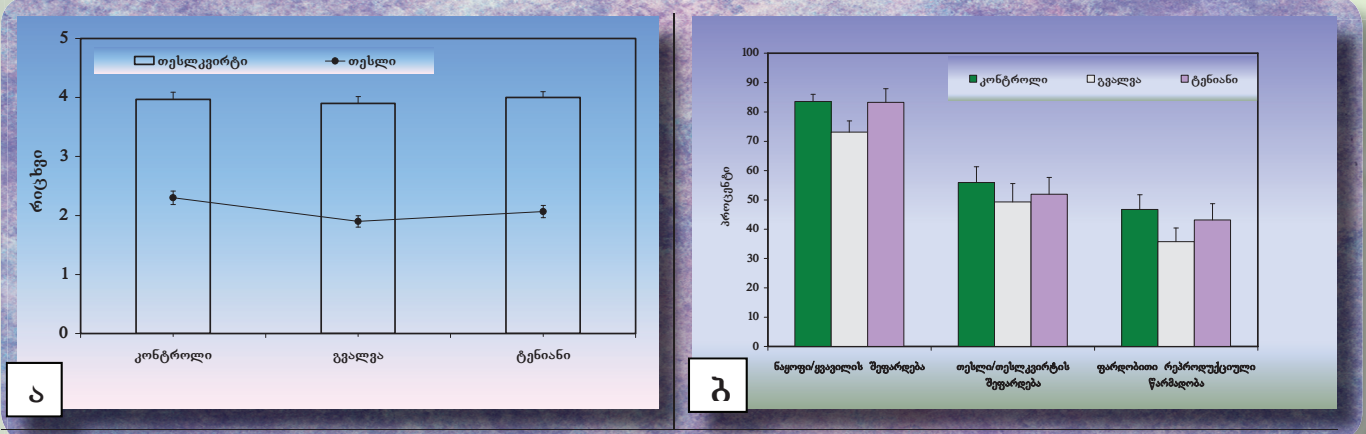 5
4
3
2
1
0
რიცხვი
თესლკვირტი თესლი
კონტროლი გვალვა ტენიანი
ა
100
90
80
70
60
50
40
30
20
10
0
პროცენტი
კონტროლი გვალვა ტენიანი
ნაყოფი/ყვავილის შეფარდება თესლი/თესლკვირტის ფარდობითი რეპროდუქციული
შეფარდება წარმადობა
ბ